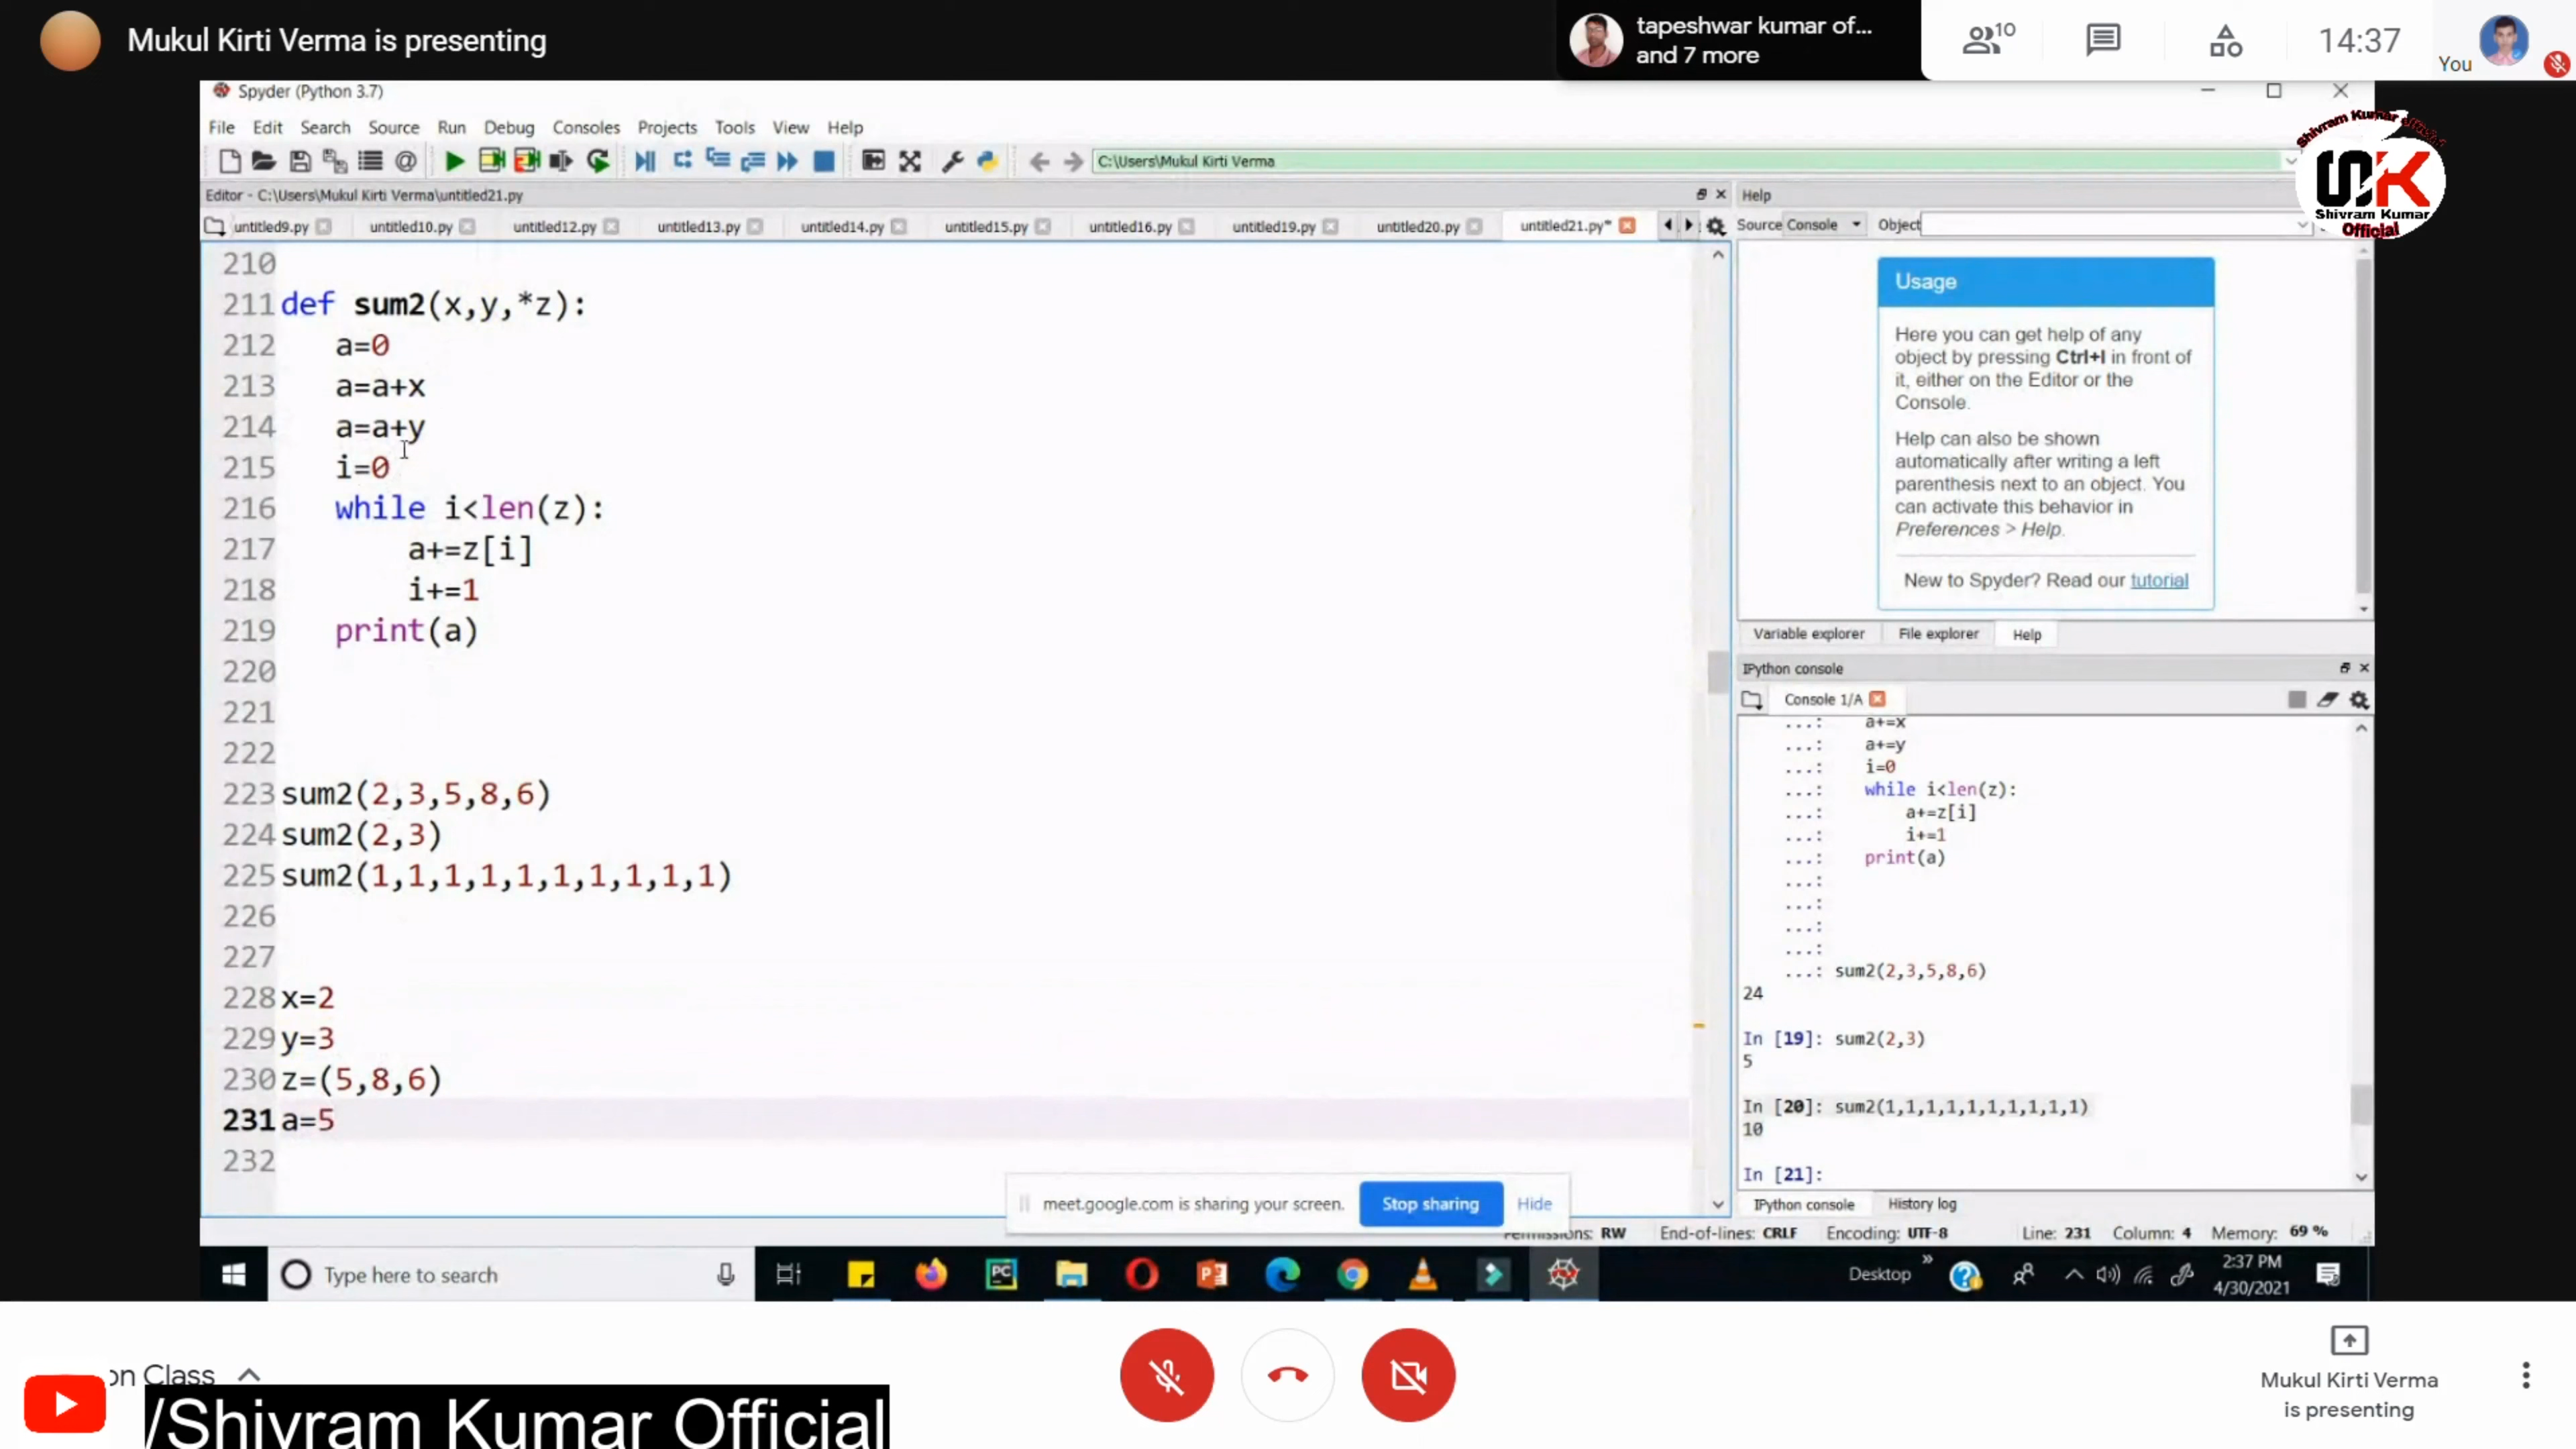 Mukul Kirti Verma is presenting
tapeshwar kumar of...
and 7 more
10
14:37
You
Spyder (Python 3.7)
File Edit Search Source Run Debug Consoles Projects Tools View Help
C:\Users\Mukul Kirti Verma
Shivram Kumar
Official
Editor - C:\Users\Mukul Kirti Verma\untitled21.py
untitled9.py untitled10.py untitled12.py untitled13.py untitled14.py untitled15.py untitled16.py untitled19.py untitled20.py untitled21.py*
210
211 def sum2(x,y,*z):
212 a=0
213 a=a+x
214 a=a+y
215 i=0
216 while i<len(z):
217 a+=z[i]
218 i+=1
219 print(a)
220
221
222
223 sum2(2,3,5,8,6)
224 sum2(2,3)
225 sum2(1,1,1,1,1,1,1,1,1,1)
226
227
228 x=2
229 y=3
230 z=(5,8,6)
231 a=5
232
Help
Source Console Object
Usage
Here you can get help of any
object by pressing Ctrl+I in front of
it, either on the Editor or the
Console.
Help can also be shown
automatically after writing a left
parenthesis next to an object. You
can activate this behavior in
Preferences > Help.
New to Spyder? Read our tutorial
Variable explorer File explorer Help
IPython console
Console 1/A
...: a+=x
...: a+=y
...: i=0
...: while i<len(z):
...: a+=z[i]
...: i+=1
...: print(a)
...:
...:
...:
...:
...: sum2(2,3,5,8,6)
24
In [19]: sum2(2,3)
5
In [20]: sum2(1,1,1,1,1,1,1,1,1,1)
10
In [21]:
IPython console History log
meet.google.com is sharing your screen. Stop sharing Hide
Permissions: RW End-of-lines: CRLF Encoding: UTF-8 Line: 231 Column: 4 Memory: 69 %
Type here to search
Desktop
2:37 PM
4/30/2021
on Class
/Shivram Kumar Official
Mukul Kirti Verma
is presenting